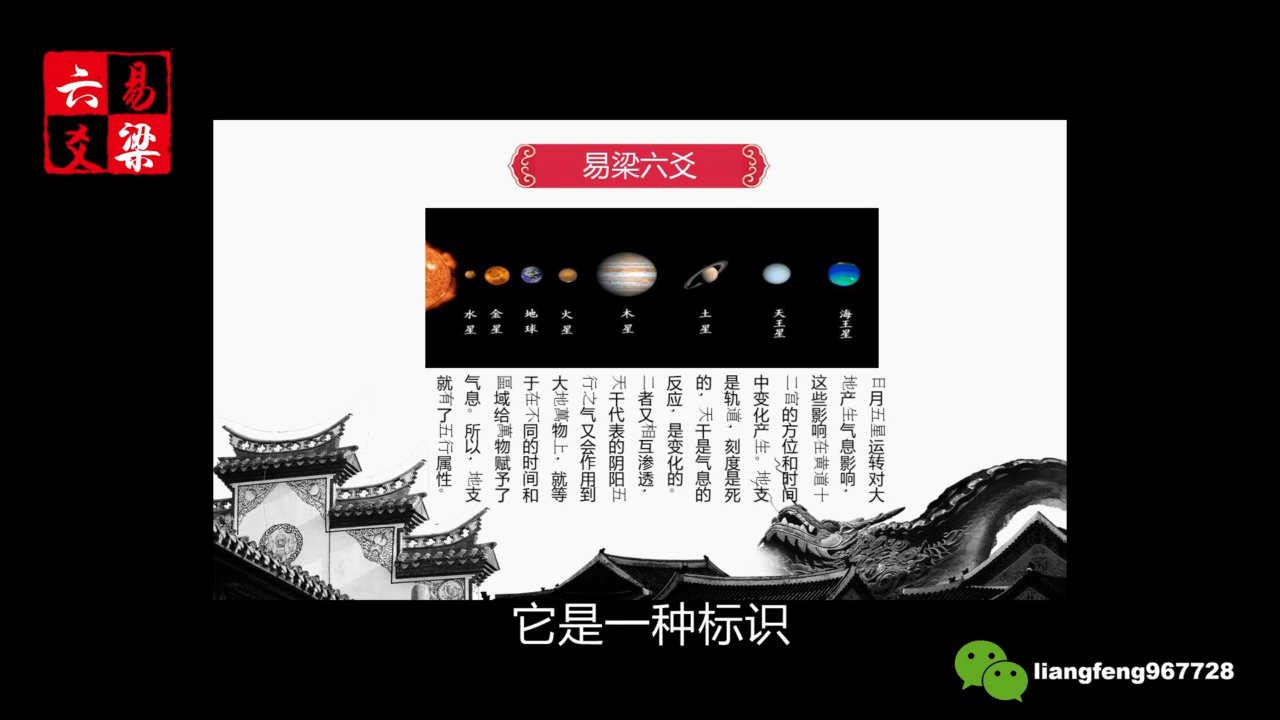 六易
爻梁
易梁六爻
水星
金星
地球
火星
木星
土星
天王星
海王星
日月五星运转对大
地产生气息影响，
这些影响在黄道十
二宫的方位和时间
中变化产生。地支
是轨道，刻度是死
的，天干是气息的
反应，是变化的。
二者又相互渗透，
天干代表的阴阳五
行之气又会作用到
大地萬物上，就等
于在不同的时间和
區域给萬物赋予了
气息。所以，地支
就有了五行属性。
它是一种标识
liangfeng967728